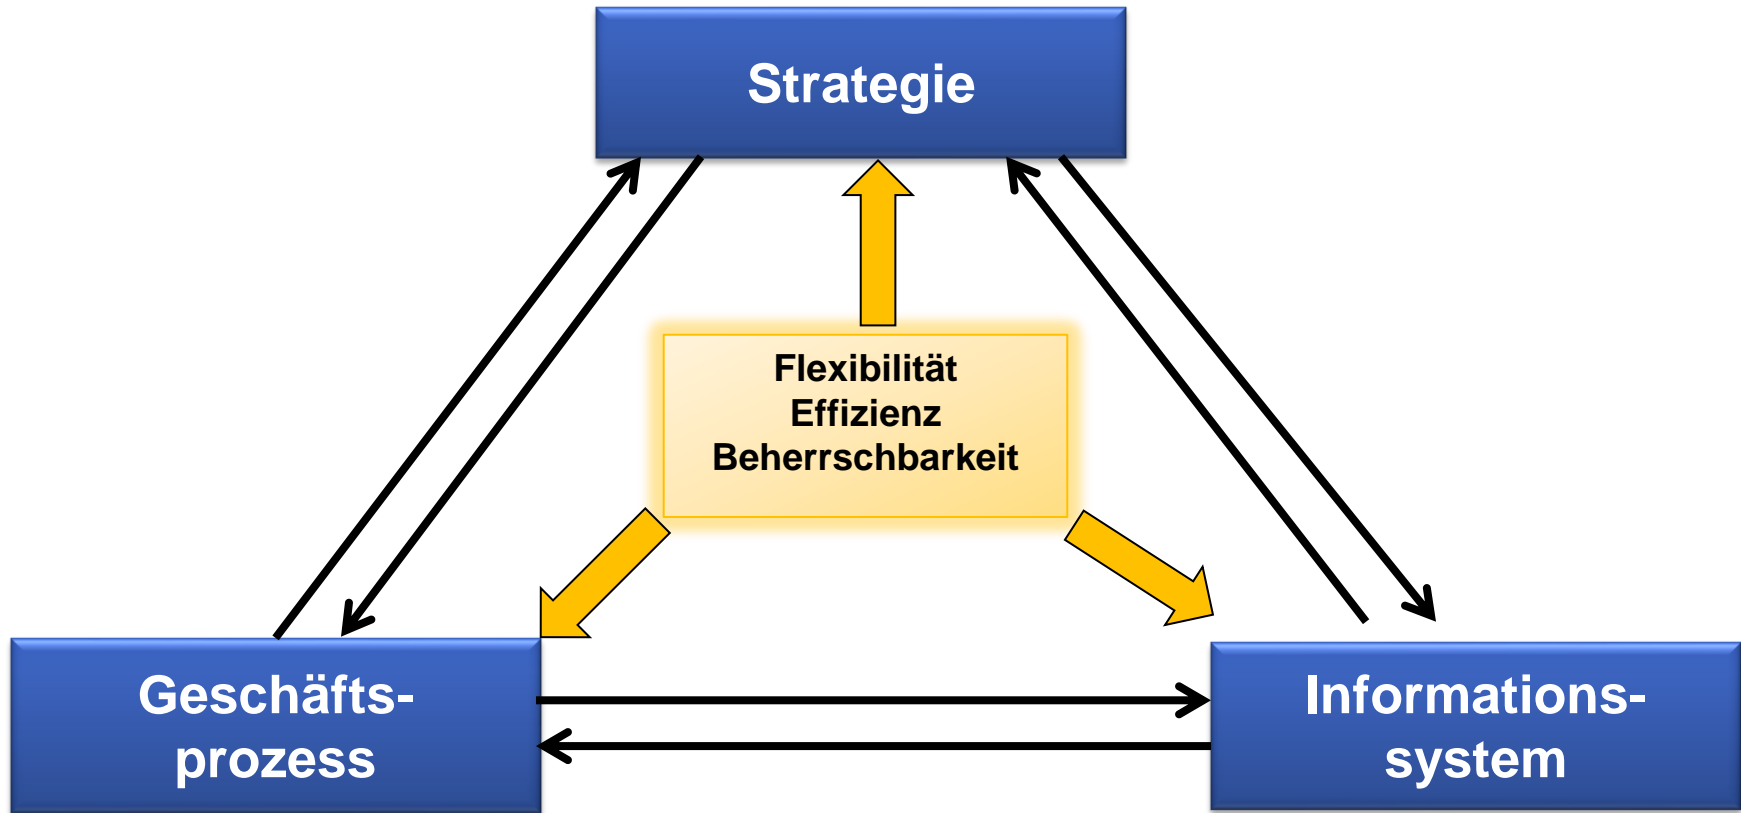 Strategie
Flexibilität
Effizienz
Beherrschbarkeit
Geschäfts-
prozess
Informations-
system